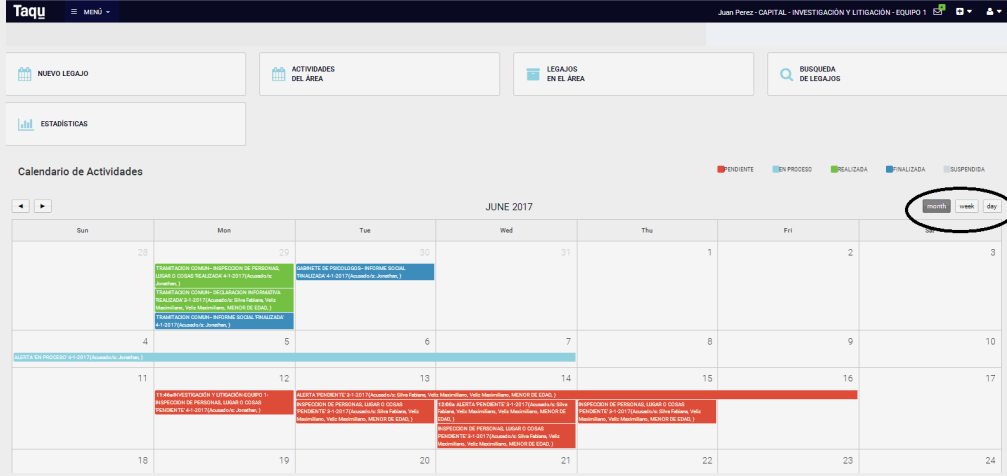 Taqu
≡ MENÚ
Juan Perez - CAPITAL - INVESTIGACIÓN Y LITIGACIÓN - EQUIPO 1
NUEVO LEGAJO
ACTIVIDADES
DEL ÁREA
LEGAJOS
EN EL ÁREA
BUSQUEDA
DE LEGAJOS
ESTADÍSTICAS
Calendario de Actividades
PENDIENTE EN PROCESO REALIZADA FINALIZADA SUSPENDIDA
JUNE 2017
month week day
Sun Mon Tue Wed Thu Fri Sat
28 29 30 31 1 2 3
TRAMITACION COMUN– INSPECCION DE PERSONAS,
LUGAR O COSAS 'REALIZADA' 4-1-2017(Acusado/s:
Jonathan, )
TRAMITACION COMUN– DECLARACION INFORMATIVA
'REALIZADA' 3-1-2017(Acusado/s: Silva Fabiana, Veliz
Maximiliano, Veliz Maximiliano, MENOR DE EDAD, )
TRAMITACION COMUN– INFORME SOCIAL 'FINALIZADA'
4-1-2017(Acusado/s: Jonathan, )
GABINETE DE PSICOLOGOS– INFORME SOCIAL
'FINALIZADA' 4-1-2017(Acusado/s: Jonathan, )
4 5 6 7 8 9 10
ALERTA 'EN PROCESO' 4-1-2017(Acusado/s: Jonathan, )
11 12 13 14 15 16 17
11:46a INVESTIGACIÓN Y LITIGACIÓN-EQUIPO 1-
INSPECCION DE PERSONAS, LUGAR O COSAS
'PENDIENTE' 4-1-2017(Acusado/s: Jonathan, )
ALERTA 'PENDIENTE' 3-1-2017(Acusado/s: Silva Fabiana, Veliz Maximiliano, Veliz Maximiliano, MENOR DE EDAD, )
INSPECCION DE PERSONAS, LUGAR O COSAS
'PENDIENTE' 3-1-2017(Acusado/s: Silva Fabiana, Veliz
Maximiliano, Veliz Maximiliano, MENOR DE EDAD, )
12:00a ALERTA 'PENDIENTE' 3-1-2017(Acusado/s: Silva
Fabiana, Veliz Maximiliano, Veliz Maximiliano, MENOR DE
EDAD, )
INSPECCION DE PERSONAS, LUGAR O COSAS
'PENDIENTE' 3-1-2017(Acusado/s: Silva Fabiana, Veliz
Maximiliano, Veliz Maximiliano, MENOR DE EDAD, )
INSPECCION DE PERSONAS, LUGAR O COSAS
'PENDIENTE' 3-1-2017(Acusado/s: Silva Fabiana, Veliz
Maximiliano, Veliz Maximiliano, MENOR DE EDAD, )
18 19 20 21 22 23 24